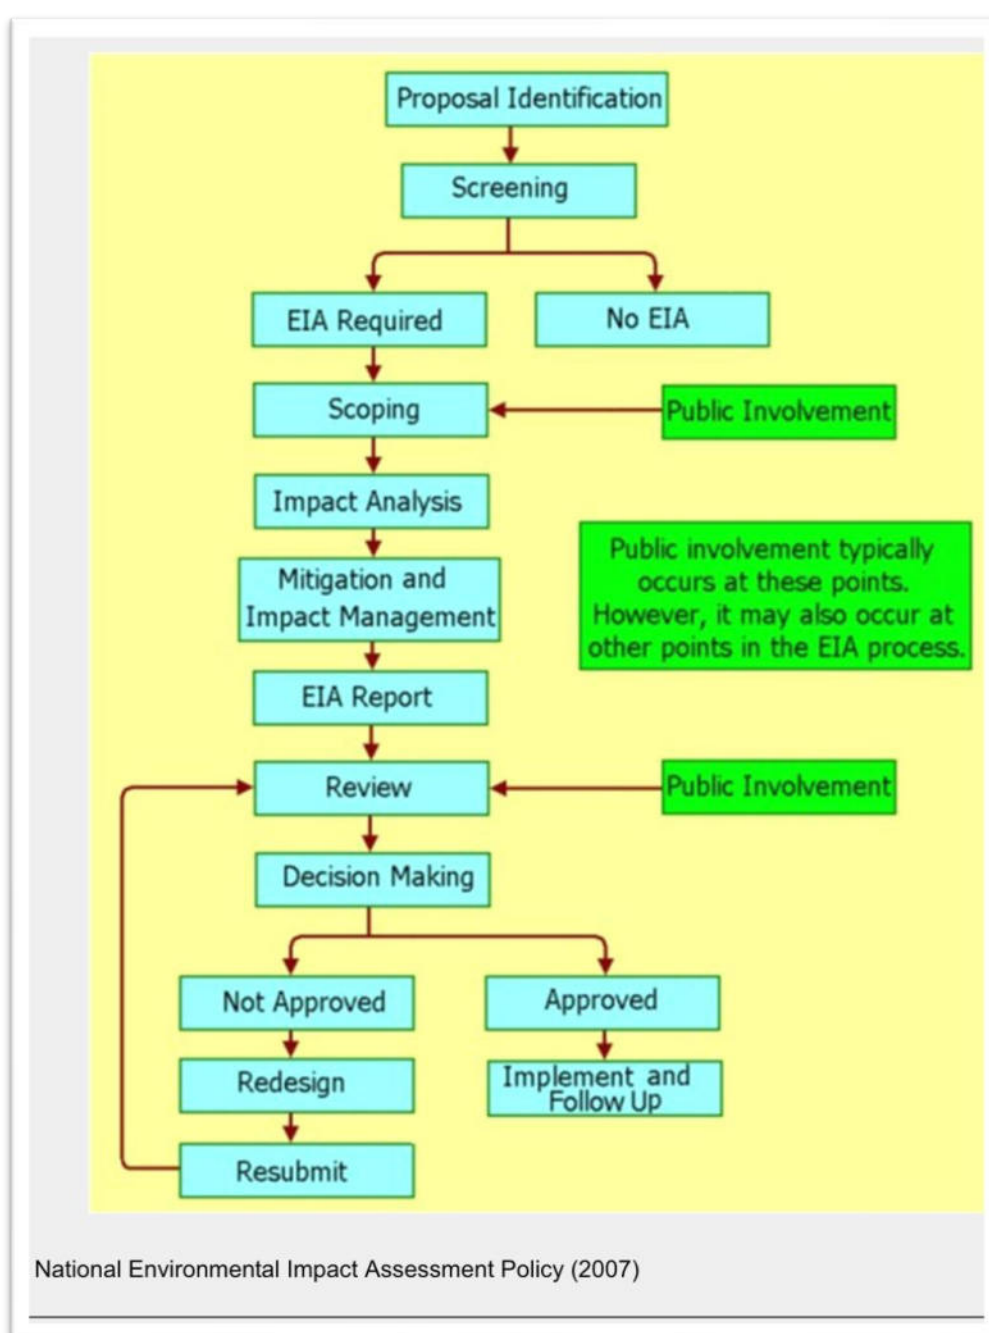 Proposal Identification
Screening
EIA Required
No EIA
Scoping
Public Involvement
Impact Analysis
Public involvement typically
occurs at these points.
However, it may also occur at
other points in the EIA process.
Mitigation and
Impact Management
EIA Report
Review
Public Involvement
Decision Making
Not Approved
Approved
Redesign
Implement and
Follow Up
Resubmit
National Environmental Impact Assessment Policy (2007)